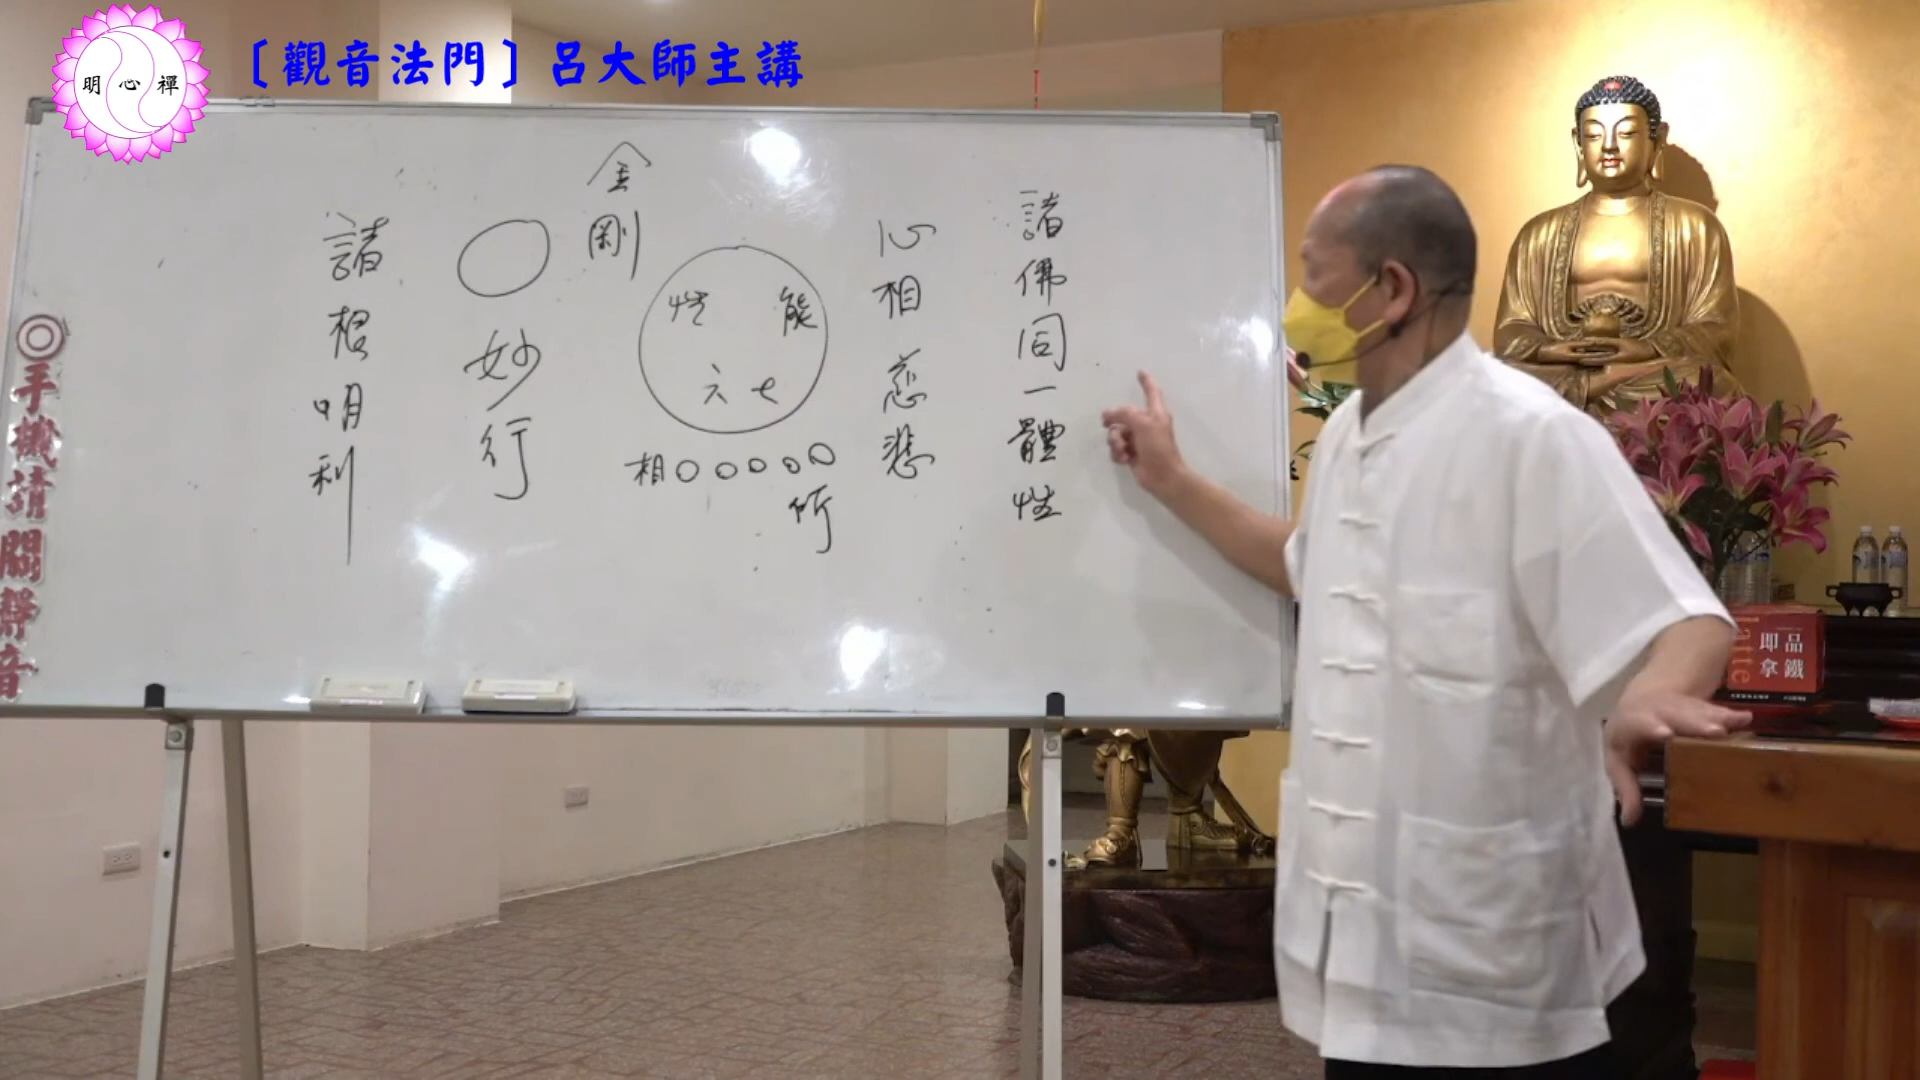 明心禪
〔觀音法門〕呂大師主講
諸佛同一體性
心相慈悲
能
性
六七
相
所
金剛
妙行
諸根明利
◎手機請關聲音
即品
拿鐵
atte